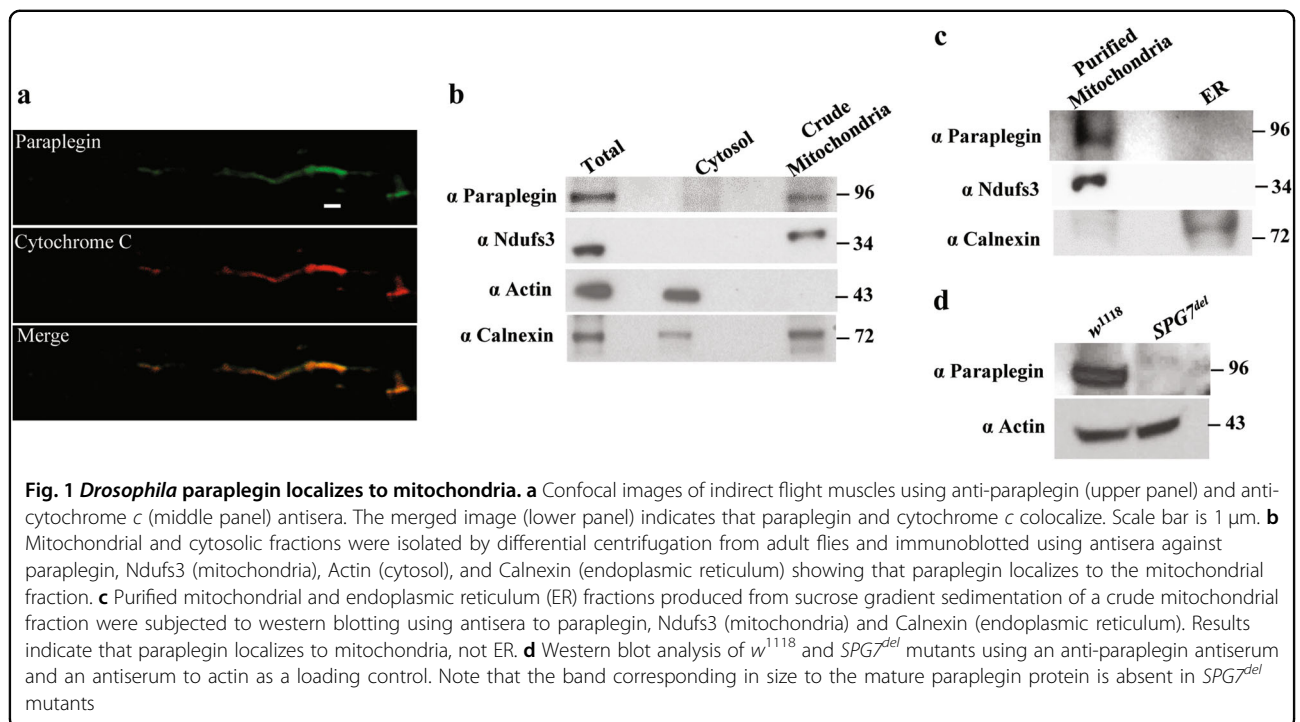 a
Paraplegin
Cytochrome C
Merge
b
Total
Cytosol
Crude
Mitochondria
α Paraplegin
96
α Ndufs3
34
α Actin
43
α Calnexin
72
c
Purified
Mitochondria
ER
α Paraplegin
96
α Ndufs3
34
α Calnexin
72
d
w1118
SPG7del
α Paraplegin
96
α Actin
43
Fig. 1 Drosophila paraplegin localizes to mitochondria. a Confocal images of indirect flight muscles using anti-paraplegin (upper panel) and anti-
cytochrome c (middle panel) antisera. The merged image (lower panel) indicates that paraplegin and cytochrome c colocalize. Scale bar is 1 µm. b
Mitochondrial and cytosolic fractions were isolated by differential centrifugation from adult flies and immunoblotted using antisera against
paraplegin, Ndufs3 (mitochondria), Actin (cytosol), and Calnexin (endoplasmic reticulum) showing that paraplegin localizes to the mitochondrial
fraction. c Purified mitochondrial and endoplasmic reticulum (ER) fractions produced from sucrose gradient sedimentation of a crude mitochondrial
fraction were subjected to western blotting using antisera to paraplegin, Ndufs3 (mitochondria) and Calnexin (endoplasmic reticulum). Results
indicate that paraplegin localizes to mitochondria, not ER. d Western blot analysis of w1118 and SPG7del mutants using an anti-paraplegin antiserum
and an antiserum to actin as a loading control. Note that the band corresponding in size to the mature paraplegin protein is absent in SPG7del
mutants